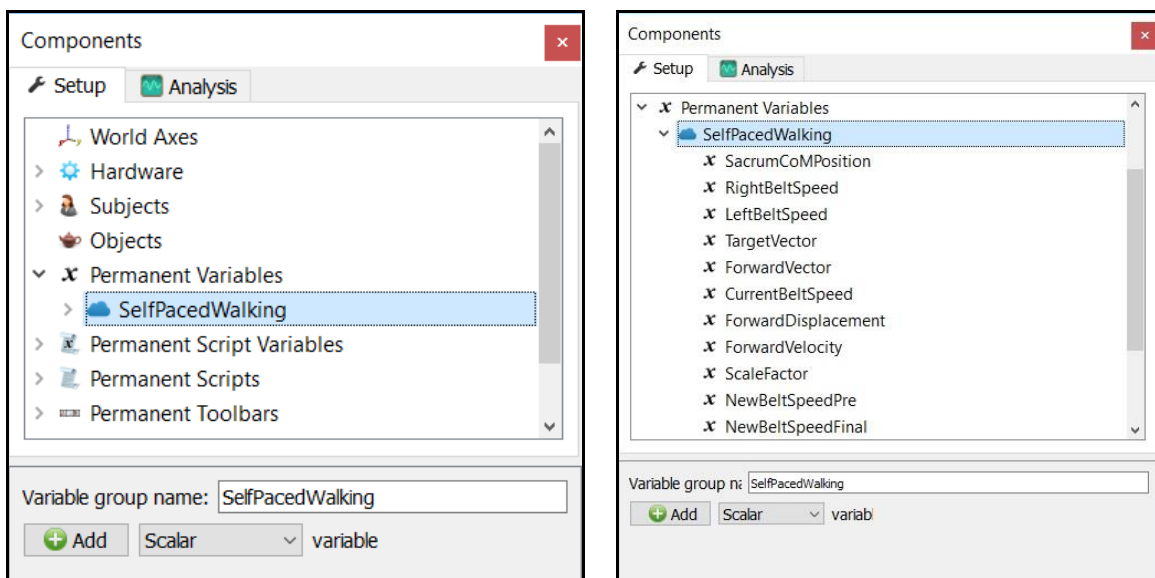 Components
Setup Analysis
World Axes
Hardware
Subjects
Objects
x Permanent Variables
SelfPacedWalking
Permanent Script Variables
Permanent Scripts
Permanent Toolbars
Variable group name: SelfPacedWalking
Add Scalar variable
Components
Setup Analysis
x Permanent Variables
SelfPacedWalking
x SacrumCoMPosition
x RightBeltSpeed
x LeftBeltSpeed
x TargetVector
x ForwardVector
x CurrentBeltSpeed
x ForwardDisplacement
x ForwardVelocity
x ScaleFactor
x NewBeltSpeedPre
x NewBeltSpeedFinal
Variable group na SelfPacedWalking
Add Scalar variabl